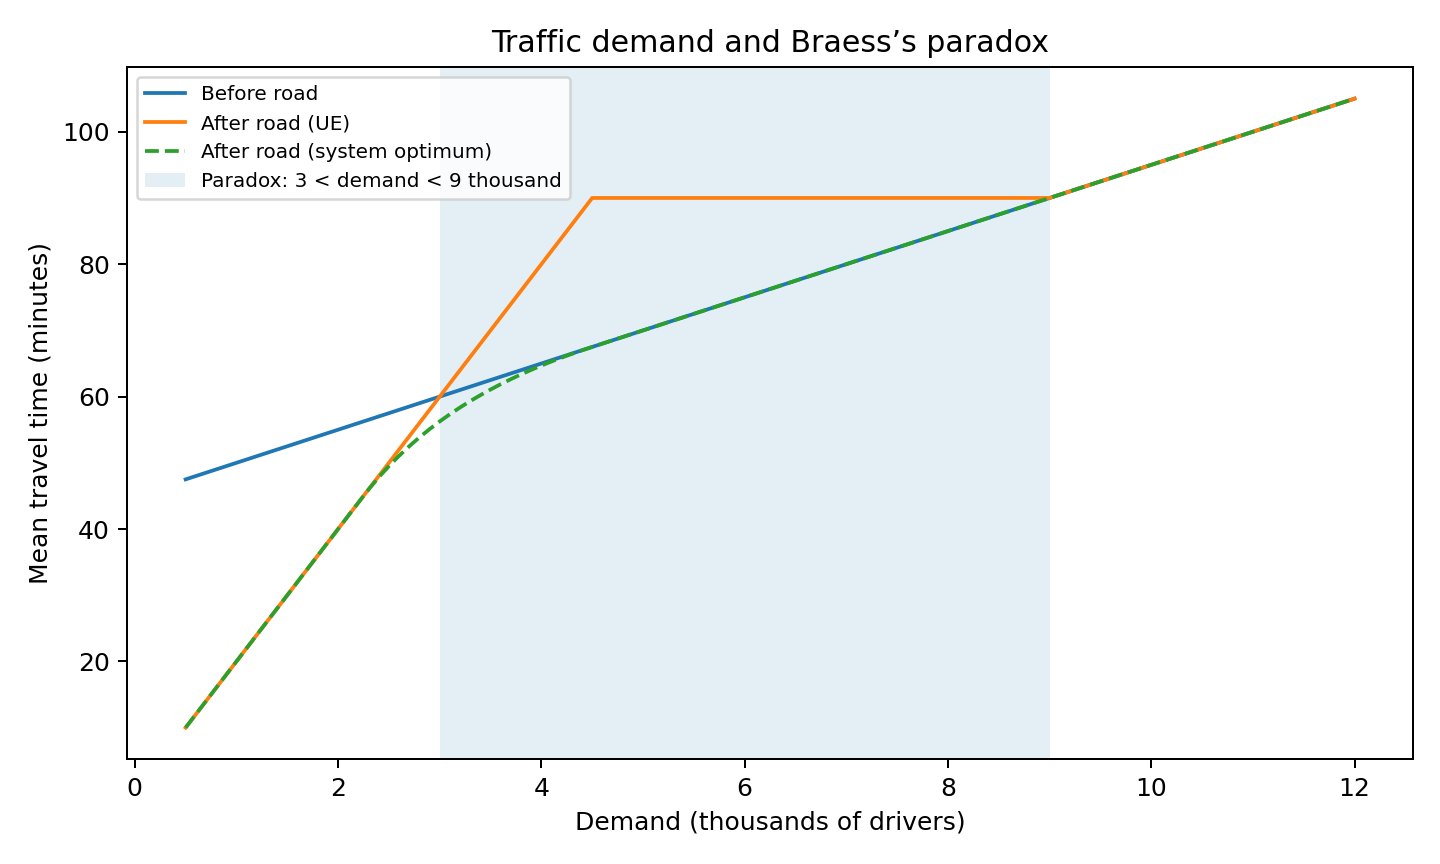 Traffic demand and Braess’s paradox
Before road
After road (UE)
After road (system optimum)
Paradox: 3 < demand < 9 thousand
Mean travel time (minutes)
100
80
60
40
20
0 2 4 6 8 10 12
Demand (thousands of drivers)